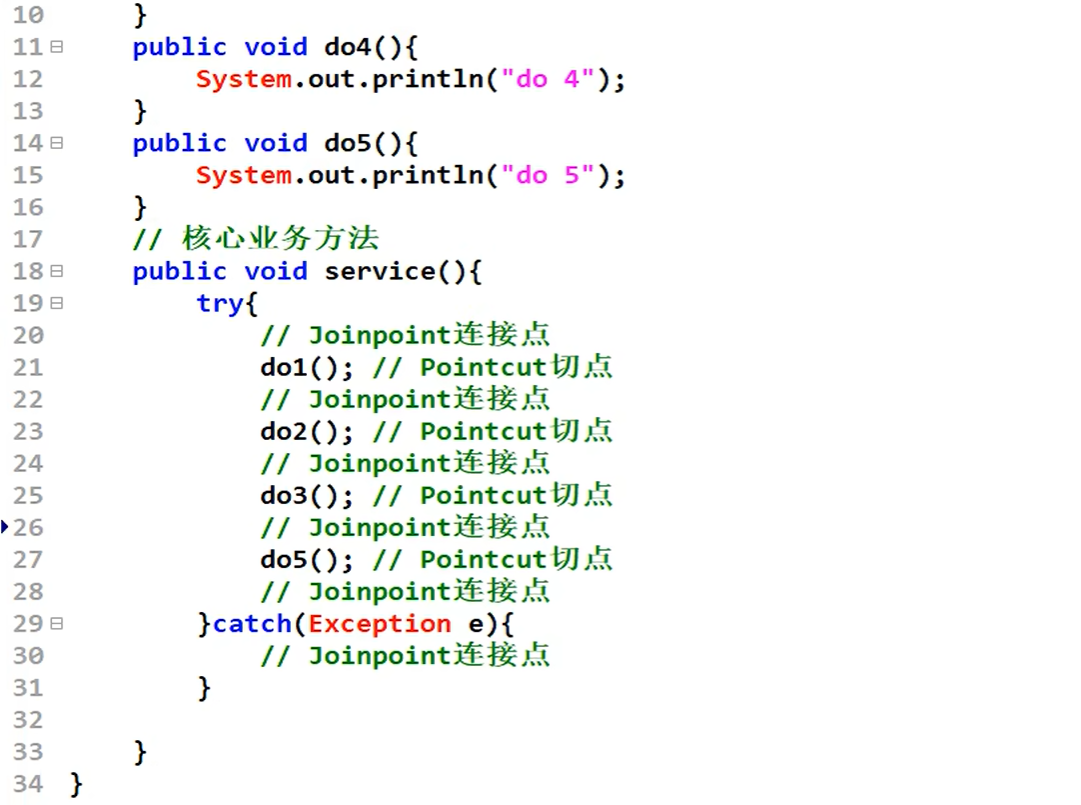 10 }
11 public void do4(){
12 System.out.println("do 4");
13 }
14 public void do5(){
15 System.out.println("do 5");
16 }
17 // 核心业务方法
18 public void service(){
19 try{
20 // Joinpoint连接点
21 do1(); // Pointcut切点
22 // Joinpoint连接点
23 do2(); // Pointcut切点
24 // Joinpoint连接点
25 do3(); // Pointcut切点
26 // Joinpoint连接点
27 do5(); // Pointcut切点
28 // Joinpoint连接点
29 }catch(Exception e){
30 // Joinpoint连接点
31 }
32
33 }
34 }